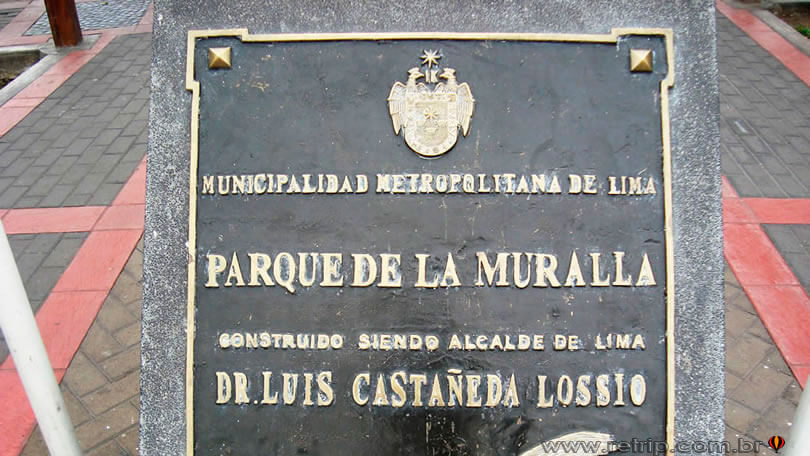 MUNICIPALIDAD METROPOLITANA DE LIMA
PARQUE DE LA MURALLA
CONSTRUIDO SIENDO ALCALDE DE LIMA
DR. LUIS CASTAÑEDA LOSSIO
www.retrip.com.br